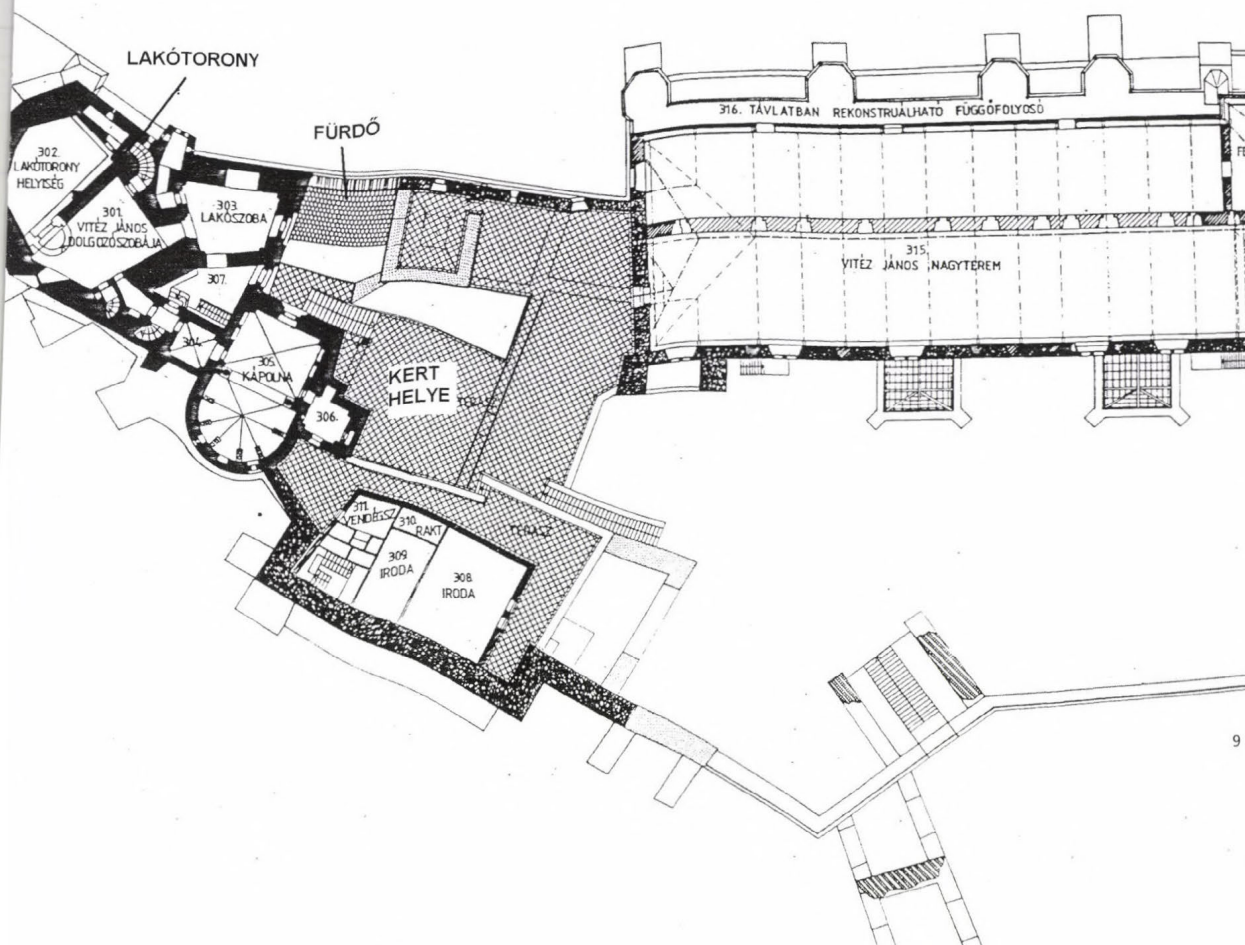 LAKÓTORONY
FÜRDŐ
316. TÁVLATBAN REKONSTRUÁLHATÓ FÜGGŐFOLYOSÓ
302.
LAKÓTORONY
HELYISÉG
301.
VITÉZ JÁNOS
DOLGOZÓSZOBÁJA
303.
LAKÓSZOBA
307.
315.
VITÉZ JÁNOS NAGYTEREM
304.
305.
KÁPOLNA
306.
KERT
HELYE
311.
VENDÉGSZ
310.
RAKT
309.
IRODA
308.
IRODA
TERASZ
9